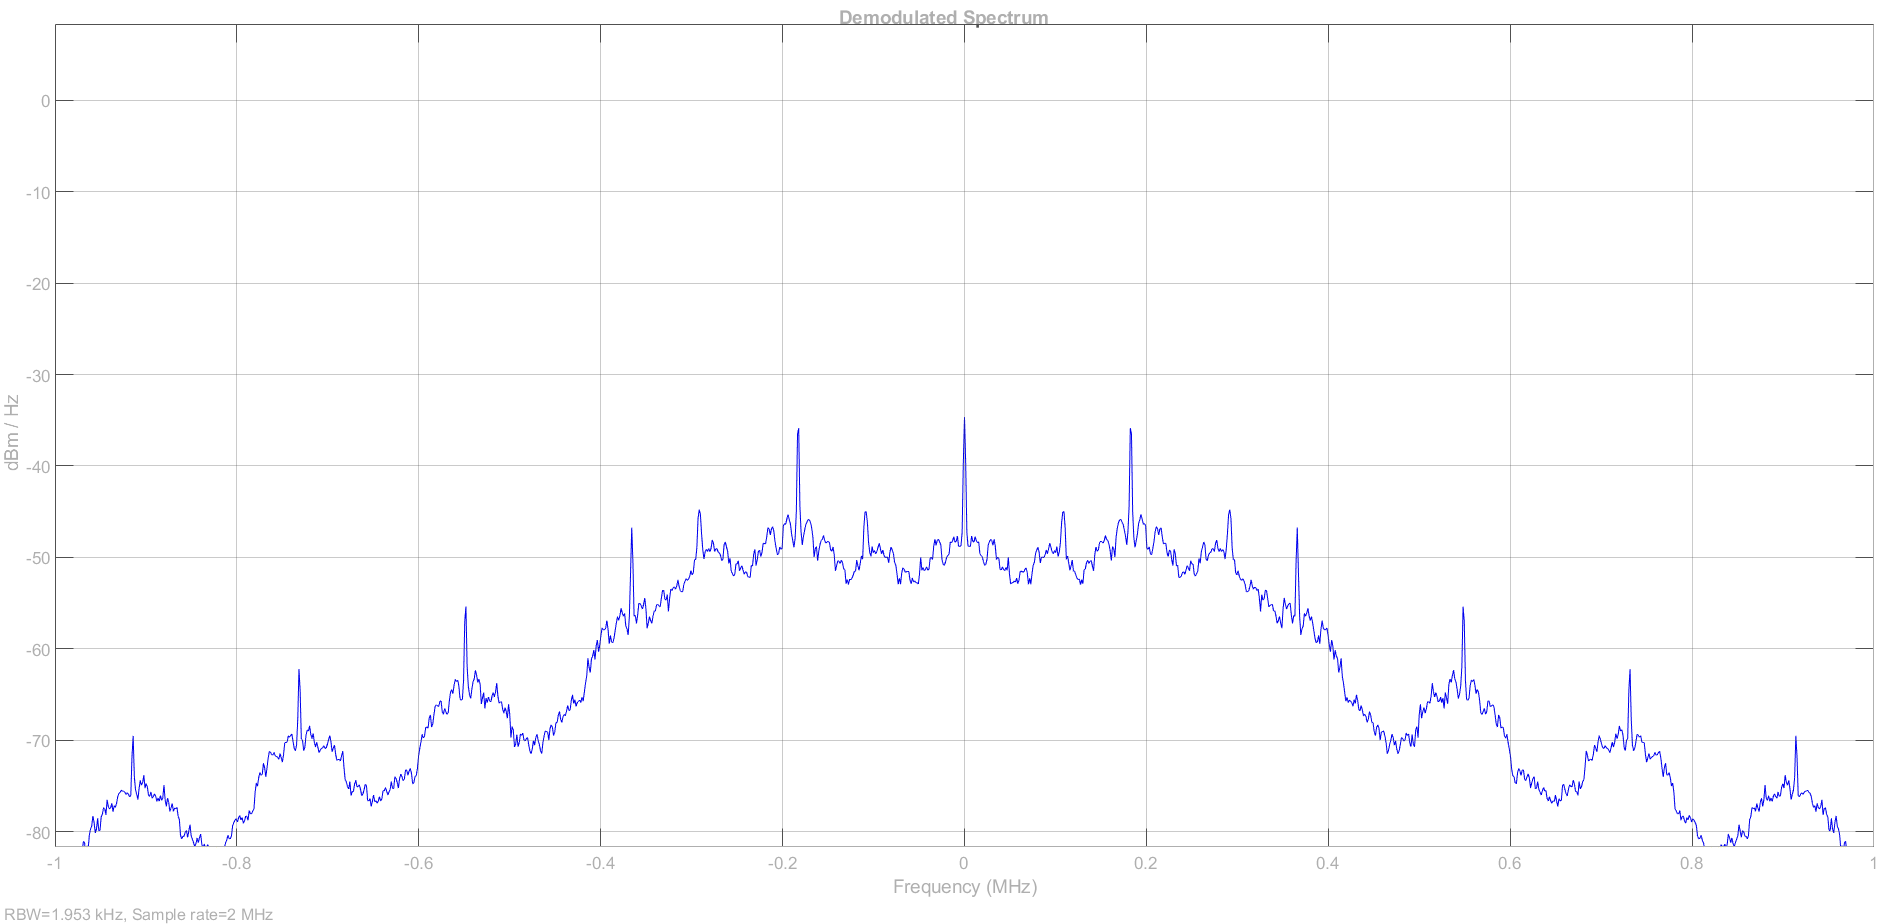 Demodulated Spectrum
dBm / Hz
0
-10
-20
-30
-40
-50
-60
-70
-80
-1 -0.8 -0.6 -0.4 -0.2 0 0.2 0.4 0.6 0.8 1
Frequency (MHz)
RBW=1.953 kHz, Sample rate=2 MHz